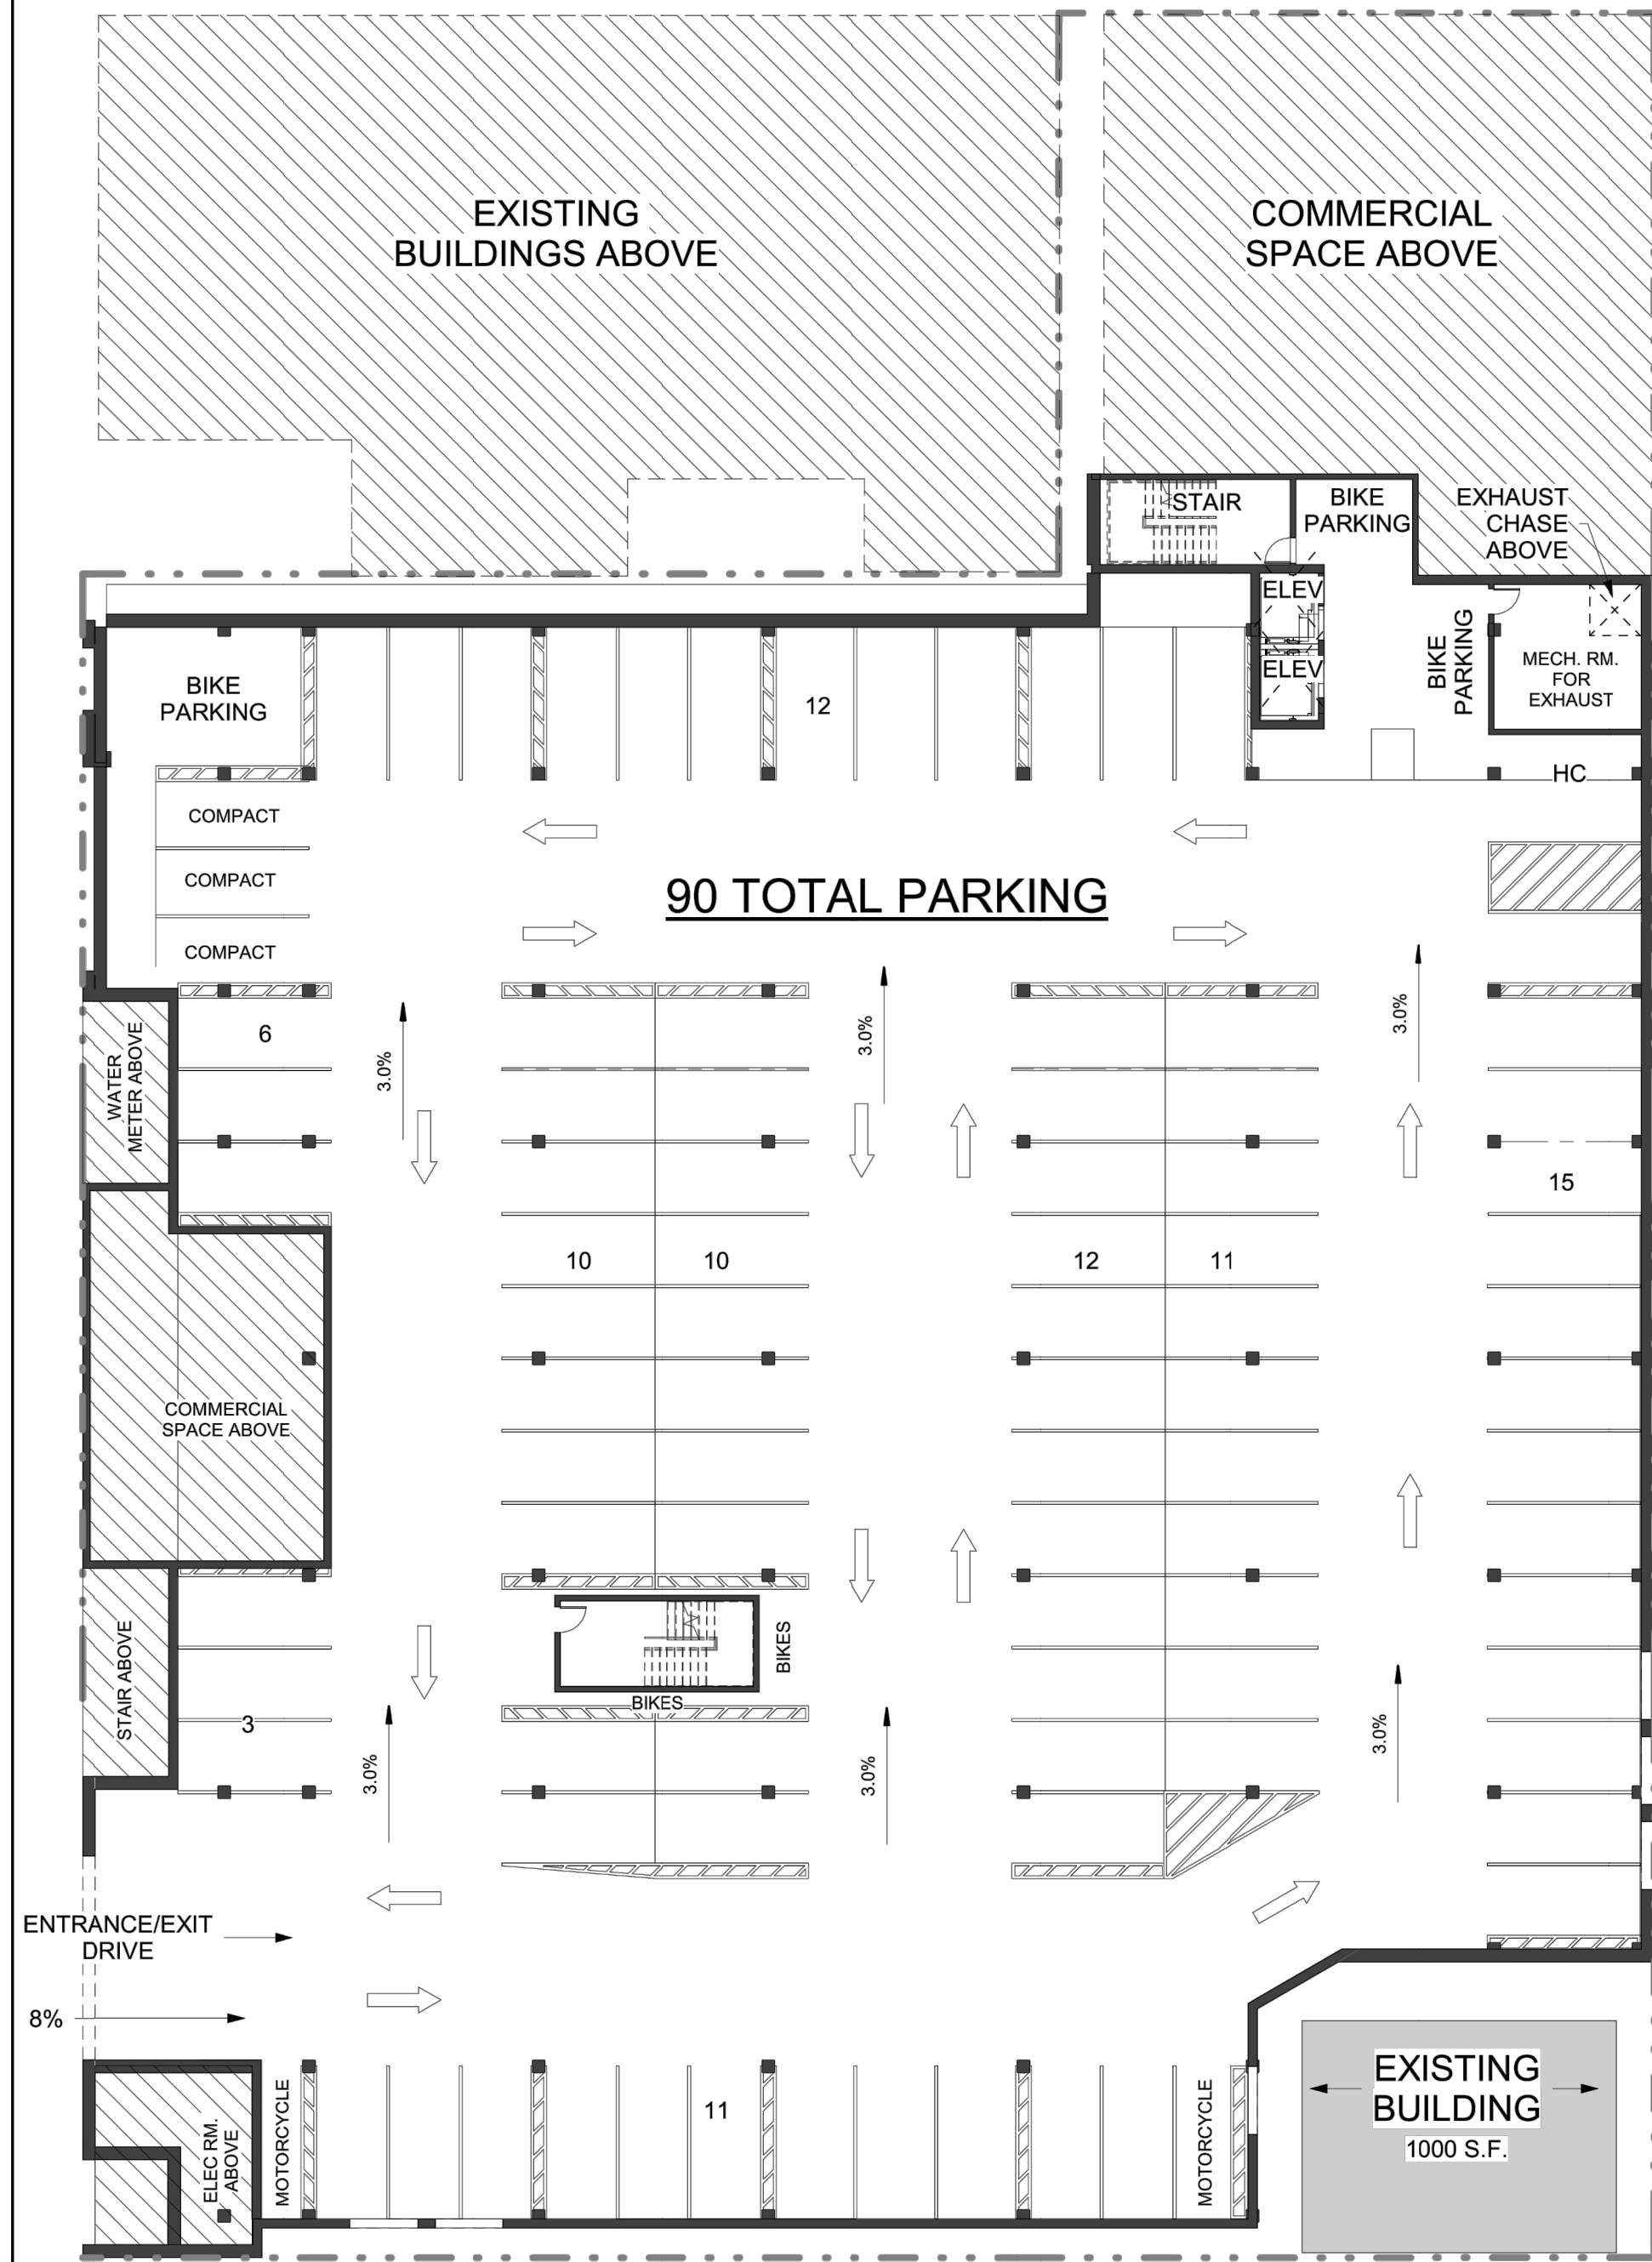 EXISTING
BUILDINGS ABOVE
COMMERCIAL
SPACE ABOVE
STAIR
BIKE
PARKING
EXHAUST
CHASE
ABOVE
ELEV
ELEV
BIKE
PARKING
MECH. RM.
FOR
EXHAUST
BIKE
PARKING
12
HC
COMPACT
COMPACT
COMPACT
90 TOTAL PARKING
6
3.0%
3.0%
3.0%
WATER
METER ABOVE
15
10
10
12
11
COMMERCIAL
SPACE ABOVE
STAIR ABOVE
BIKES
BIKES
3
3.0%
3.0%
3.0%
ENTRANCE/EXIT
DRIVE
8%
ELEC RM.
ABOVE
MOTORCYCLE
11
MOTORCYCLE
EXISTING
BUILDING
1000 S.F.